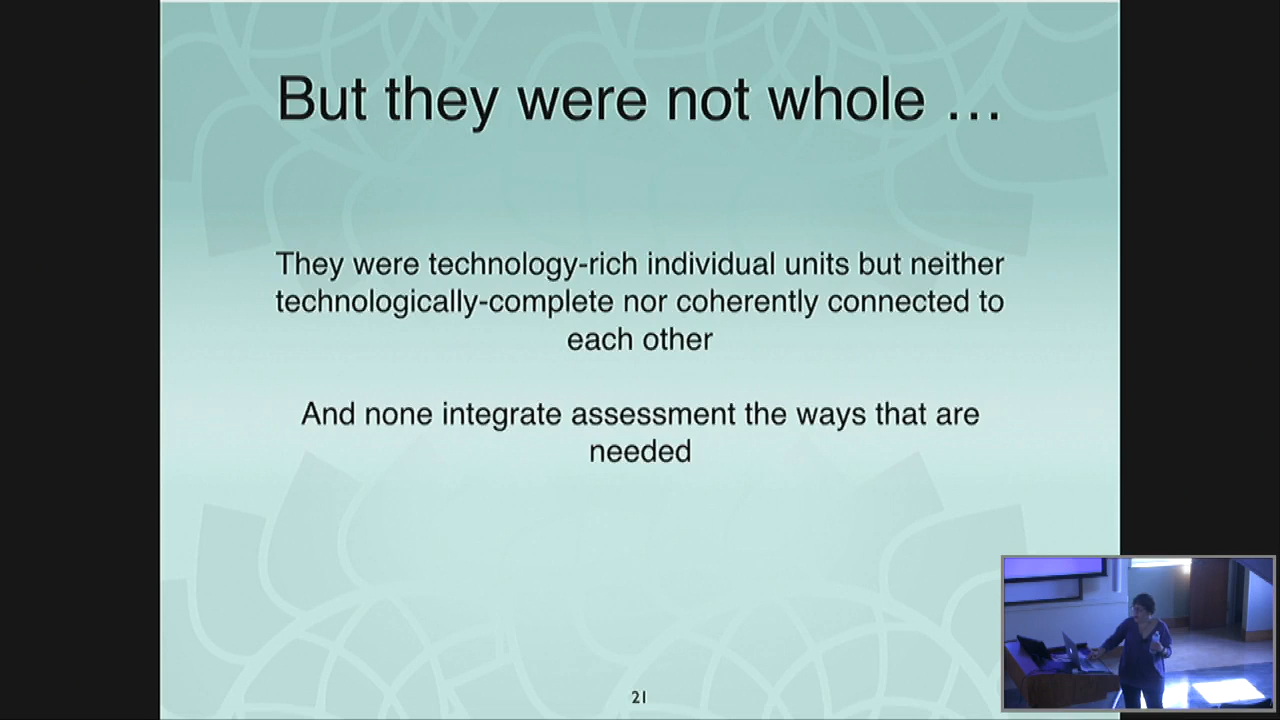 But they were not whole …
They were technology-rich individual units but neither
technologically-complete nor coherently connected to
each other
And none integrate assessment the ways that are
needed
21